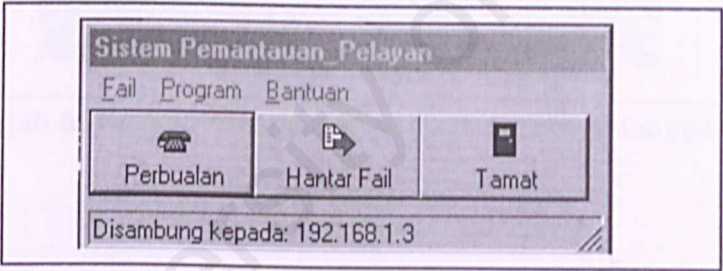 Sistem Pemantauan_Pelayan
Fail Program Bantuan
Perbualan Hantar Fail Tamat
Disambung kepada: 192.168.1.3